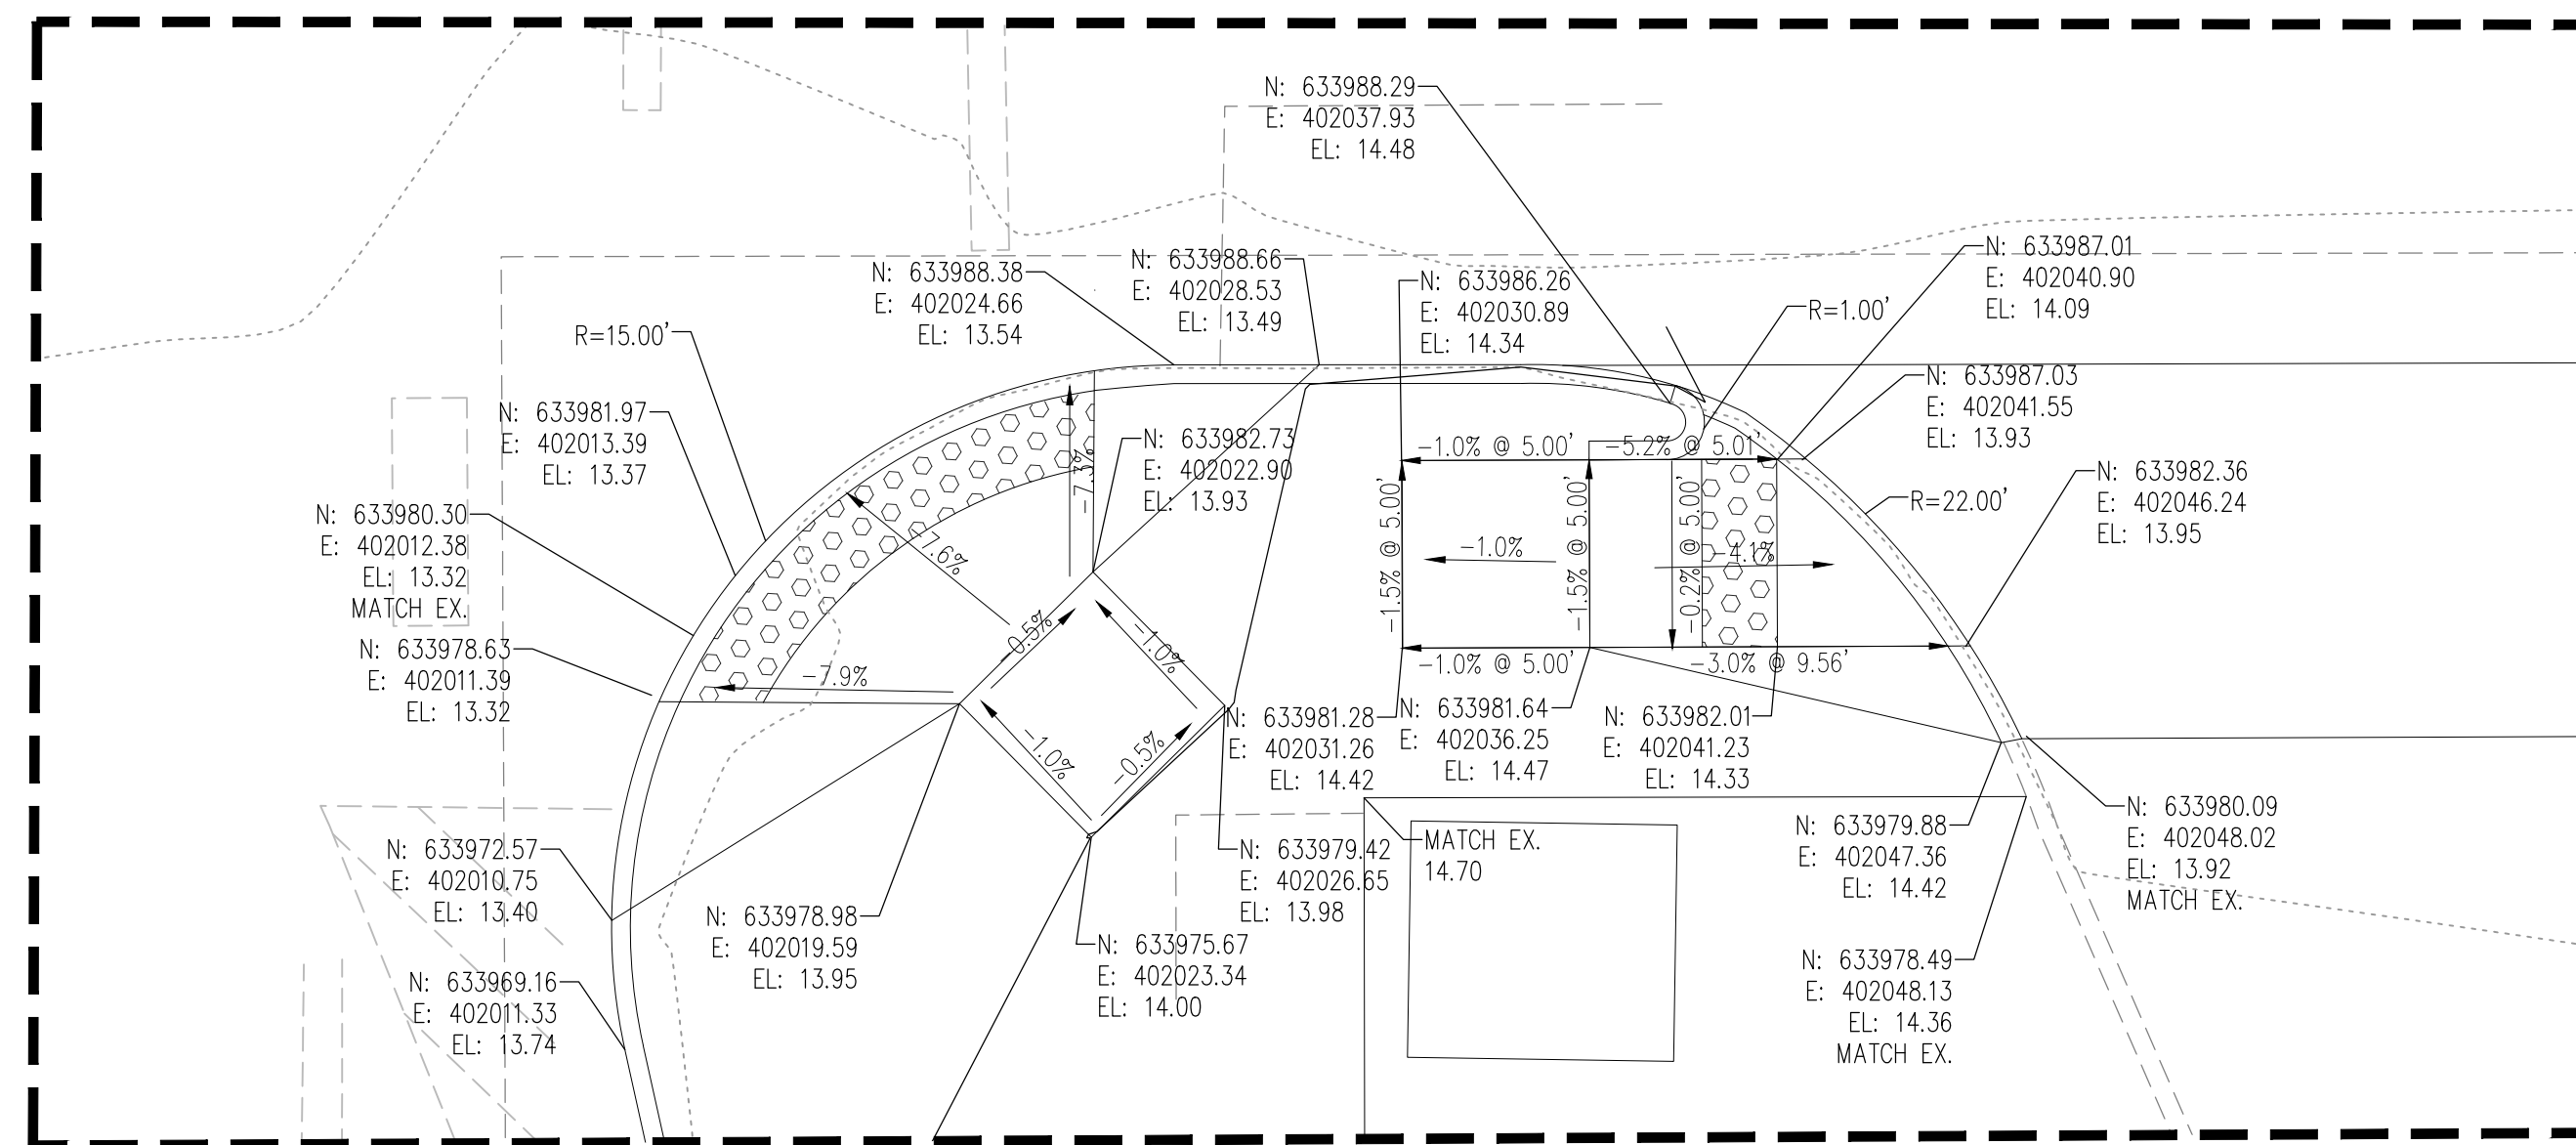 N: 633988.29
E: 402037.93
EL: 14.48
N: 633987.01
E: 402040.90
EL: 14.09
N: 633988.66
E: 402028.53
EL: 13.49
N: 633988.38
E: 402024.66
EL: 13.54
N: 633986.26
E: 402030.89
EL: 14.34
R=1.00'
R=15.00'
N: 633987.03
E: 402041.55
EL: 13.93
N: 633981.97
E: 402013.39
EL: 13.37
N: 633982.73
E: 402022.90
EL: 13.93
-1.0% @ 5.00'
-5.2% @ 5.01'
N: 633982.36
E: 402046.24
EL: 13.95
R=22.00'
-7.3%
N: 633980.30
E: 402012.38
EL: 13.32
MATCH EX.
-7.6%
-1.5% @ 5.00'
-1.0%
-1.5% @ 5.00'
-0.2% @ 5.00'
-4.1%
N: 633978.63
E: 402011.39
EL: 13.32
-7.9%
-0.5%
-1.0%
-1.0% @ 5.00'
-3.0% @ 9.56'
-1.0%
-0.5%
N: 633981.28
E: 402031.26
EL: 14.42
N: 633981.64
E: 402036.25
EL: 14.47
N: 633982.01
E: 402041.23
EL: 14.33
N: 633980.09
E: 402048.02
EL: 13.92
MATCH EX.
N: 633979.88
E: 402047.36
EL: 14.42
MATCH EX.
14.70
N: 633972.57
E: 402010.75
EL: 13.40
N: 633979.42
E: 402026.65
EL: 13.98
N: 633978.98
E: 402019.59
EL: 13.95
N: 633975.67
E: 402023.34
EL: 14.00
N: 633978.49
E: 402048.13
EL: 14.36
MATCH EX.
N: 633969.16
E: 402011.33
EL: 13.74